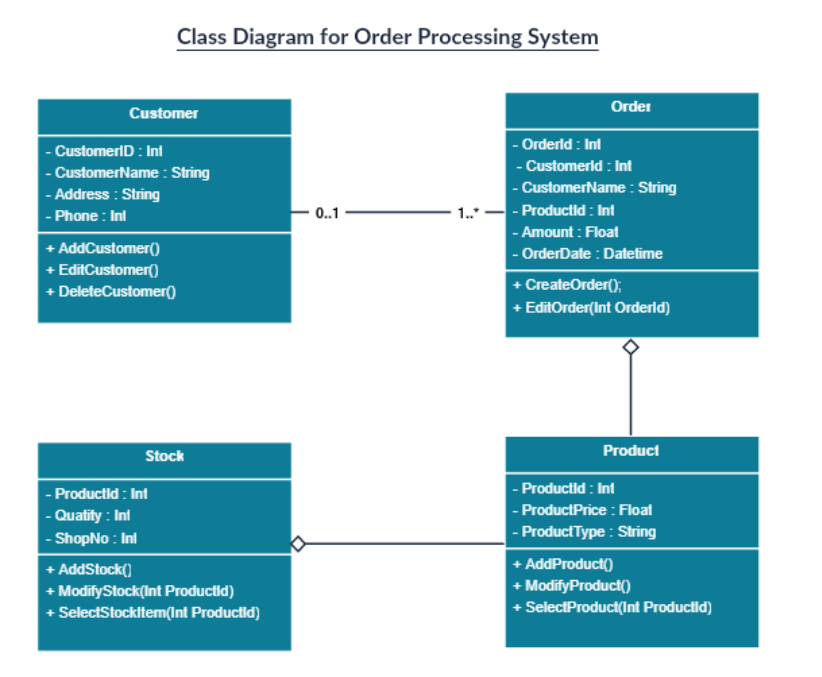 Class Diagram for Order Processing System
Customer
- CustomerID : Int
- CustomerName : String
- Address : String
- Phone : Int
+ AddCustomer()
+ EditCustomer()
+ DeleteCustomer()
0..1
1..*
Order
- OrderId : Int
- CustomerId : Int
- CustomerName : String
- ProductId : Int
- Amount : Float
- OrderDate : Datetime
+ CreateOrder();
+ EditOrder(Int OrderId)
Stock
- ProductId : Int
- Quatity : Int
- ShopNo : Int
+ AddStock()
+ ModifyStock(Int ProductId)
+ SelectStockItem(Int ProductId)
Product
- ProductId : Int
- ProductPrice : Float
- ProductType : String
+ AddProduct()
+ ModifyProduct()
+ SelectProduct(Int ProductId)